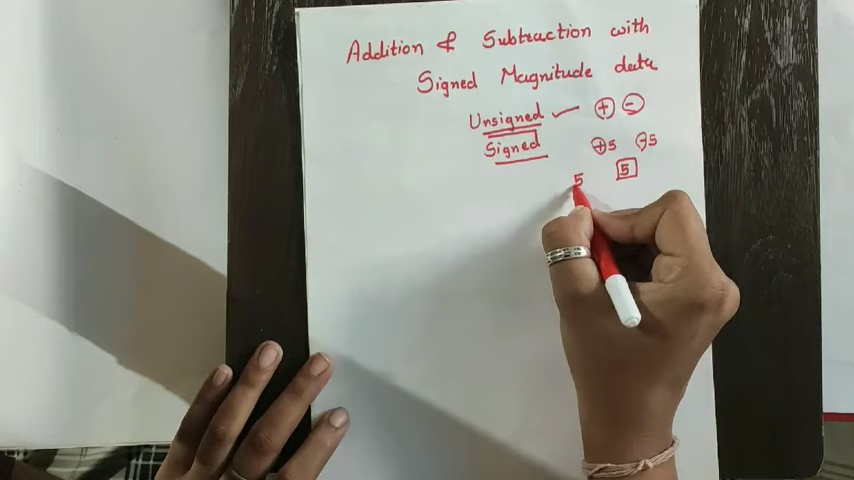 Addition & Subtraction with
Signed Magnitude data
Unsigned ✓ + -
Signed +5 -5
5 5